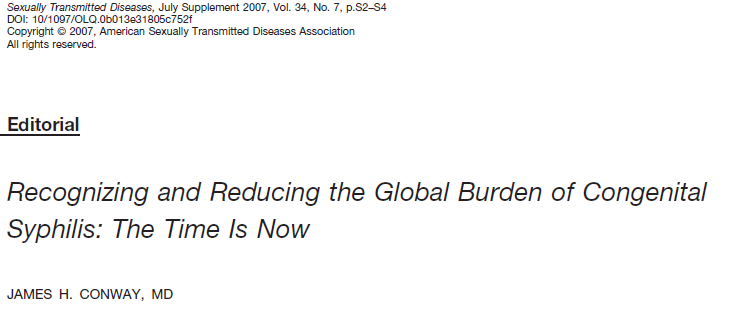 Sexually Transmitted Diseases, July Supplement 2007, Vol. 34, No. 7, p.S2–S4
DOI: 10/1097/OLQ.0b013e31805c752f
Copyright © 2007, American Sexually Transmitted Diseases Association
All rights reserved.
Editorial
Recognizing and Reducing the Global Burden of Congenital
Syphilis: The Time Is Now
JAMES H. CONWAY, MD